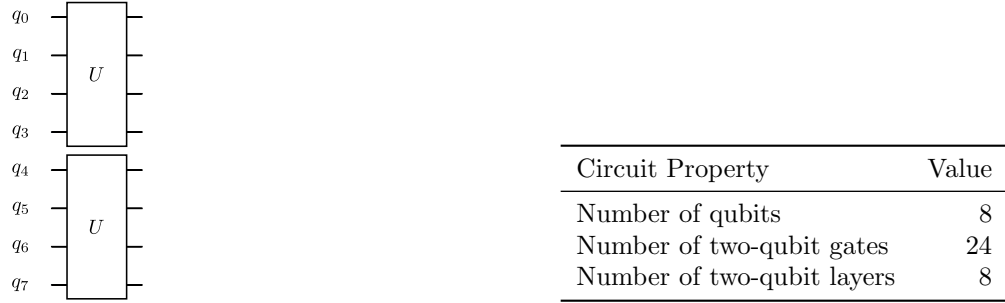 q0
q1
U
q2
q3
q4
q5
U
q6
q7
Circuit Property Value
Number of qubits 8
Number of two-qubit gates 24
Number of two-qubit layers 8